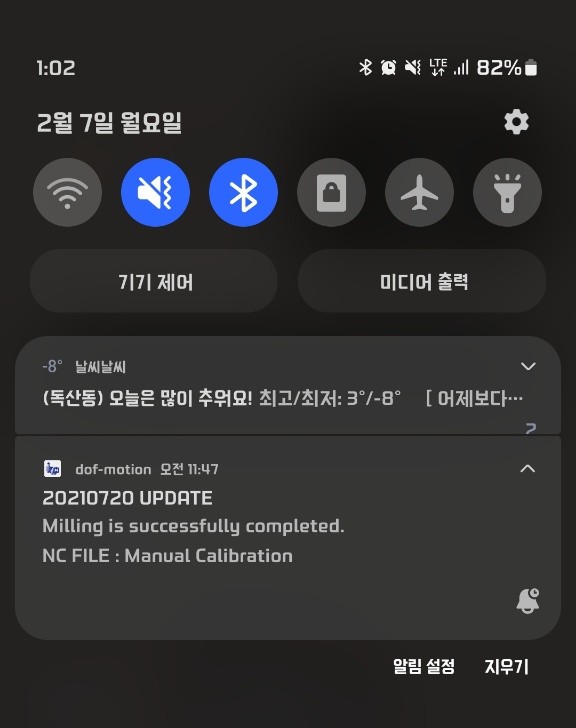 1:02 LTE 82%
2월 7일 월요일
기기 제어 미디어 출력
-8° 날씨날씨
(독산동) 오늘은 많이 추워요! 최고/최저: 3°/-8° [ 어제보다…
dof-motion 오전 11:47
20210720 UPDATE
Milling is successfully completed.
NC FILE : Manual Calibration
알림 설정 지우기